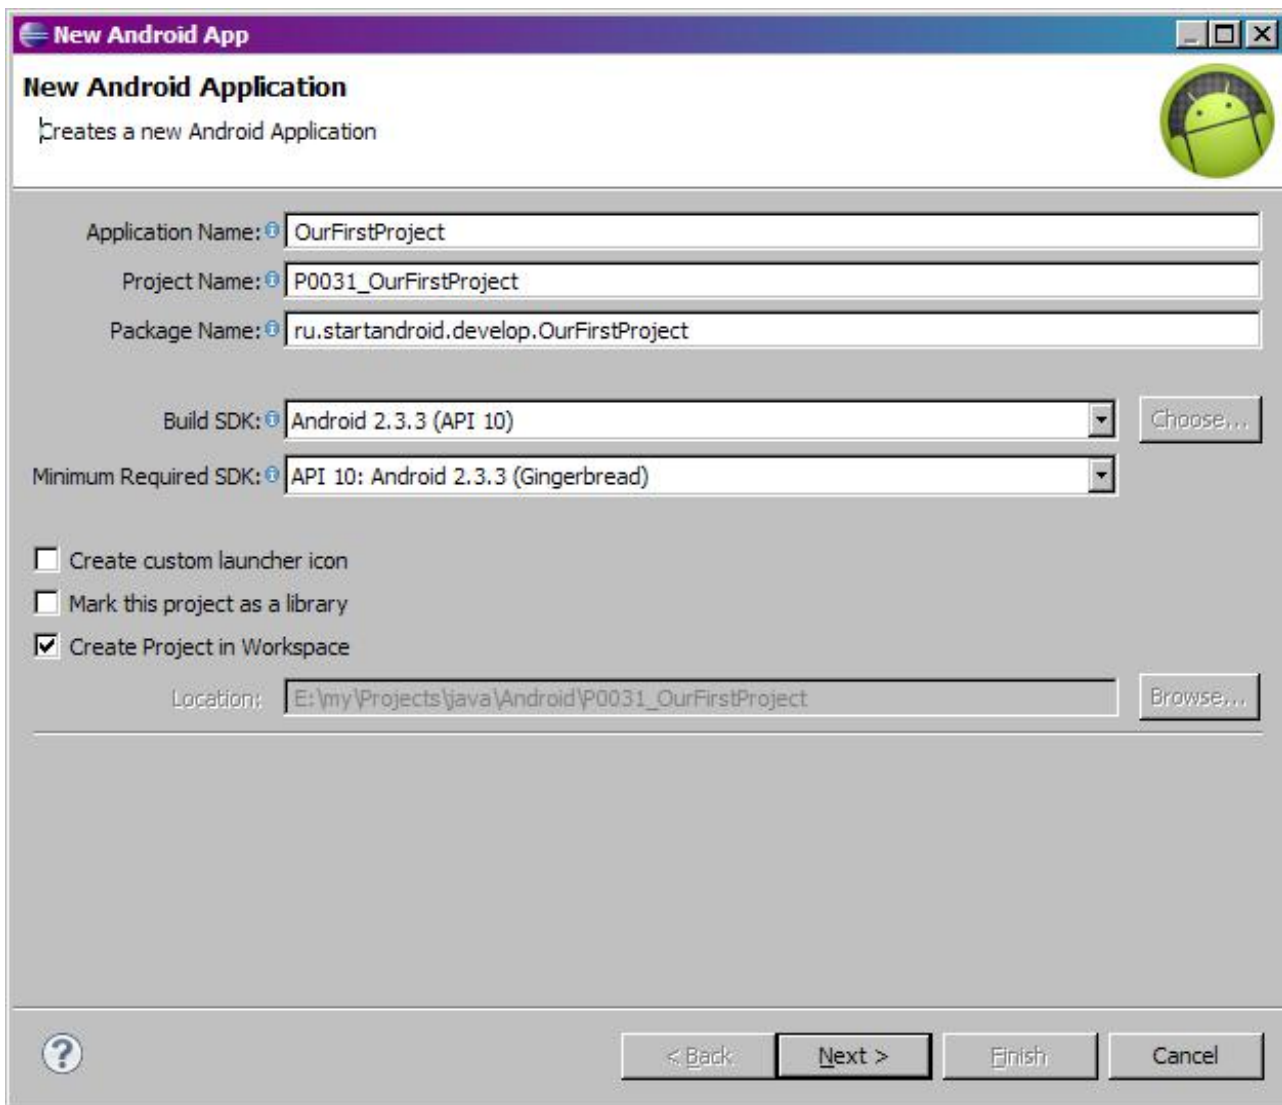 New Android App
New Android Application
Creates a new Android Application
Application Name: OurFirstProject
Project Name: P0031_OurFirstProject
Package Name: ru.startandroid.develop.OurFirstProject
Build SDK: Android 2.3.3 (API 10) Choose...
Minimum Required SDK: API 10: Android 2.3.3 (Gingerbread)
Create custom launcher icon
Mark this project as a library
Create Project in Workspace
Location: E:\my\Projects\java\Android\P0031_OurFirstProject Browse...
? < Back Next > Finish Cancel